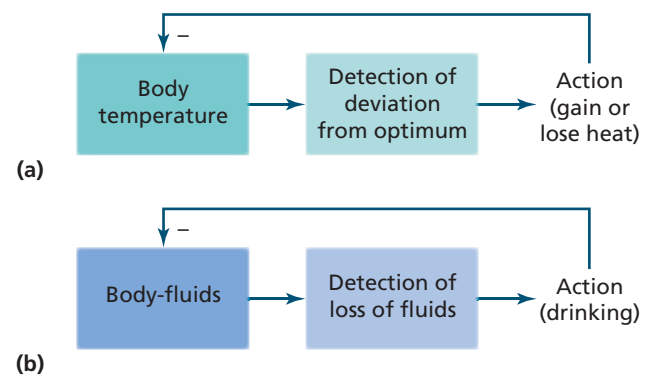 –
Body
temperature
Detection of
deviation
from optimum
Action
(gain or
lose heat)
(a)
–
Body-fluids
Detection of
loss of fluids
Action
(drinking)
(b)